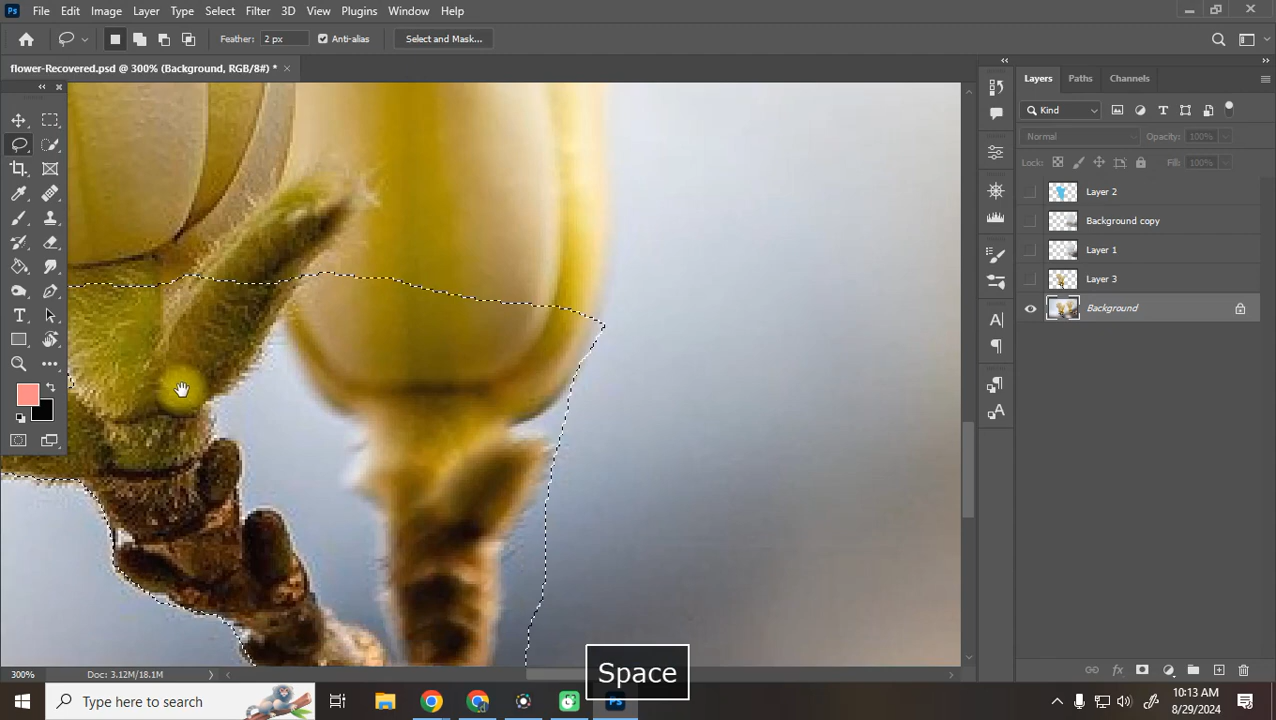 Ps File Edit Image Layer Type Select Filter 3D View Plugins Window Help
Feather: 2 px Anti-alias Select and Mask...
flower-Recovered.psd @ 300% (Background, RGB/8#) * ×
Layers Paths Channels
Kind
Normal Opacity: 100%
Lock: Fill: 100%
Layer 2
Background copy
Layer 1
Layer 3
Background
Space
300% Doc: 3.12M/18.1M
Type here to search
Ps
10:13 AM
8/29/2024